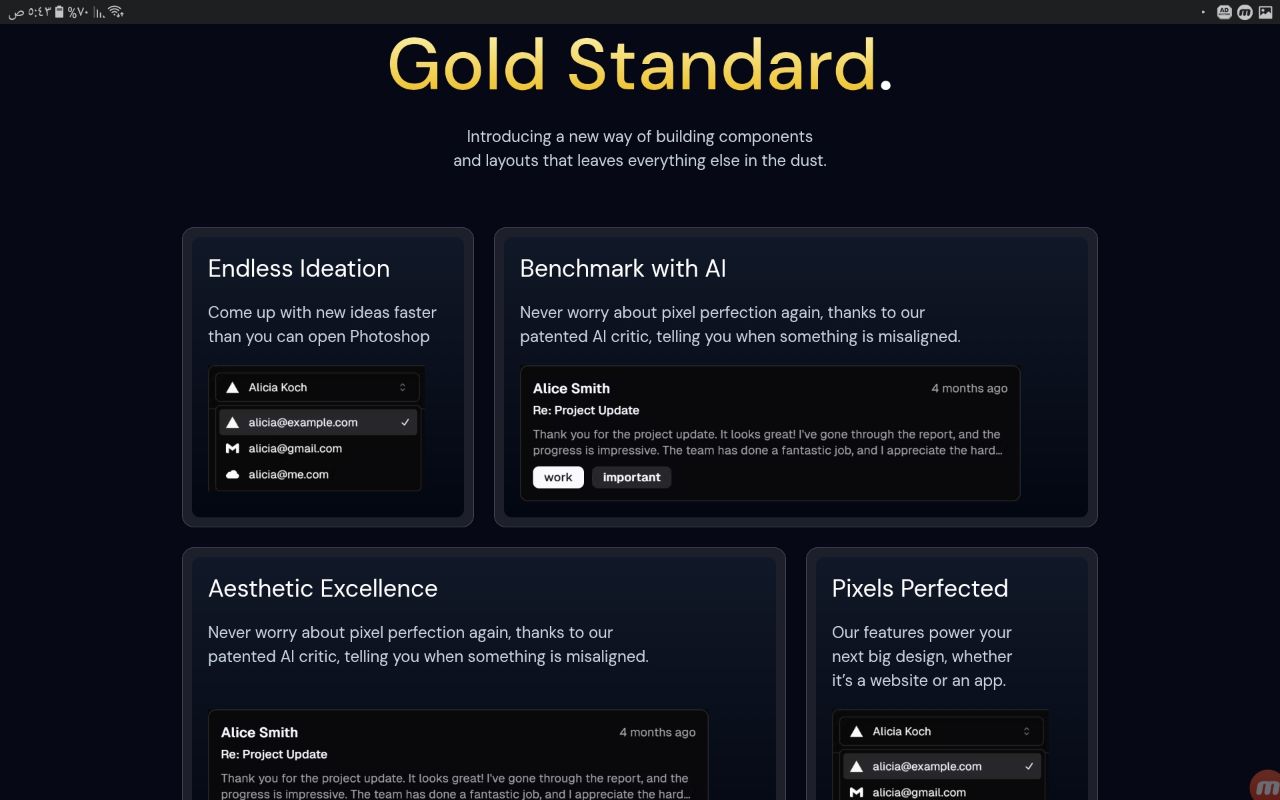 ٥:٤٣ ص
%٧٠
Gold Standard.
Introducing a new way of building components
and layouts that leaves everything else in the dust.
Endless Ideation
Come up with new ideas faster
than you can open Photoshop
Alicia Koch
alicia@example.com
alicia@gmail.com
alicia@me.com
Benchmark with AI
Never worry about pixel perfection again, thanks to our
patented AI critic, telling you when something is misaligned.
Alice Smith
4 months ago
Re: Project Update
Thank you for the project update. It looks great! I've gone through the report, and the
progress is impressive. The team has done a fantastic job, and I appreciate the hard...
work
important
Aesthetic Excellence
Never worry about pixel perfection again, thanks to our
patented AI critic, telling you when something is misaligned.
Alice Smith
4 months ago
Re: Project Update
Thank you for the project update. It looks great! I've gone through the report, and the
progress is impressive. The team has done a fantastic job, and I appreciate the hard...
Pixels Perfected
Our features power your
next big design, whether
it's a website or an app.
Alicia Koch
alicia@example.com
alicia@gmail.com